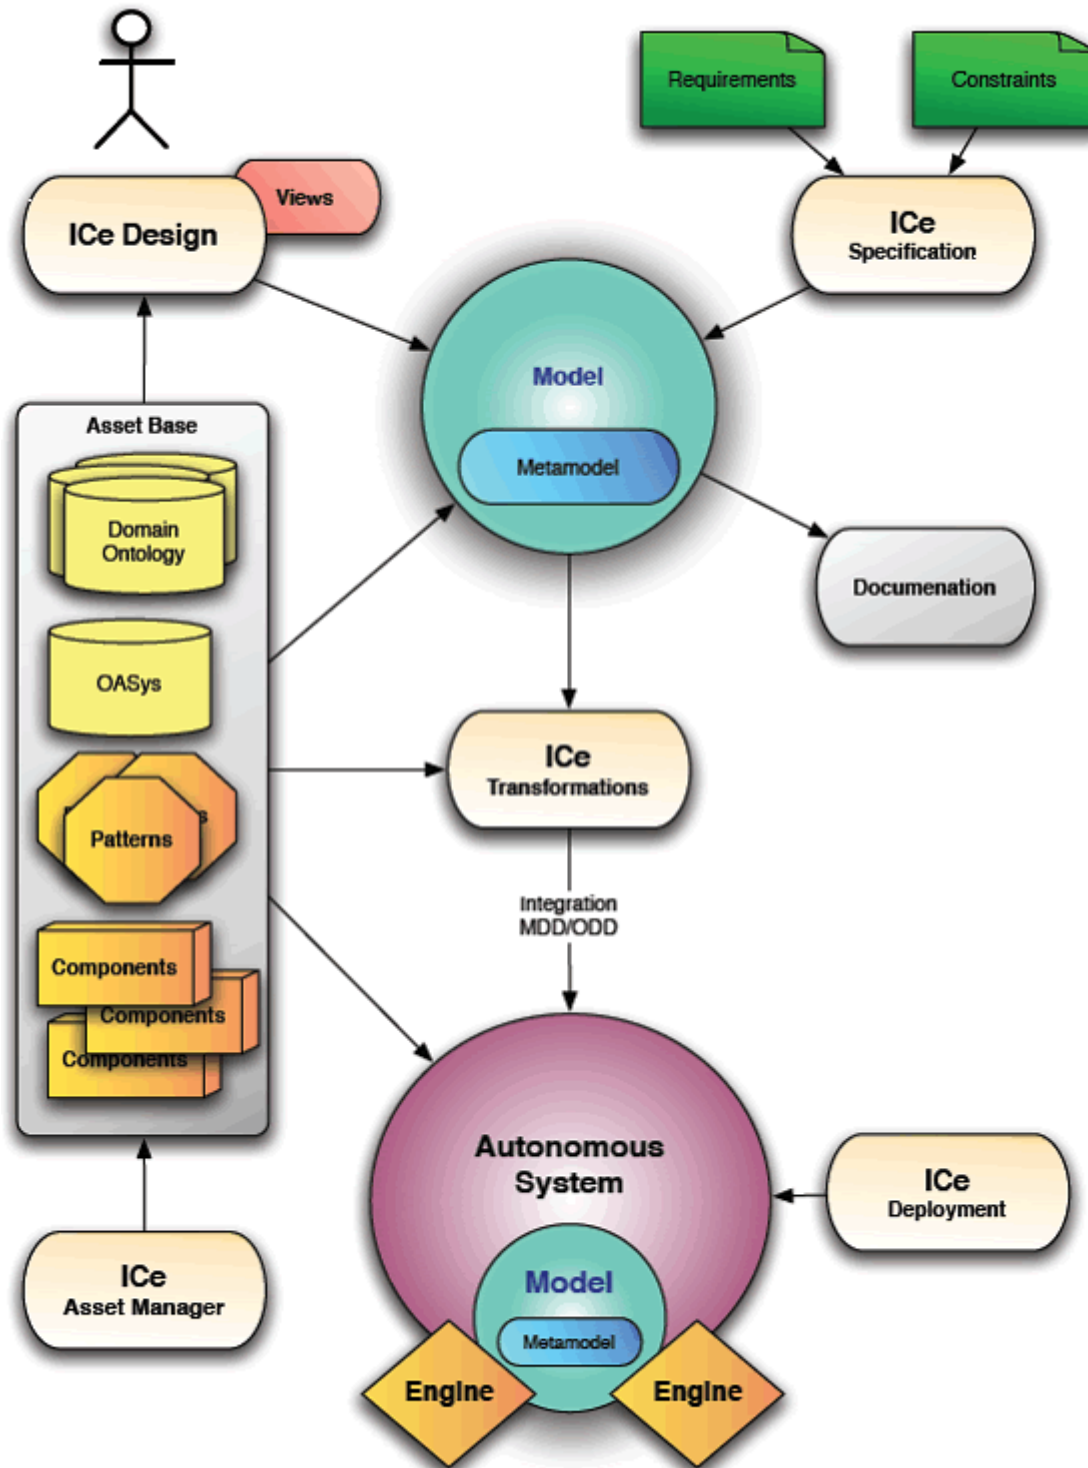 Requirements
Constraints
Views
ICe Design
ICe
Specification
Model
Metamodel
Asset Base
Domain
Ontology
Documenation
OASys
ICe
Transformations
Patterns
s
Integration
MDD/ODD
Components
Components
Components
Autonomous
System
ICe
Deployment
ICe
Asset Manager
Model
Metamodel
Engine
Engine